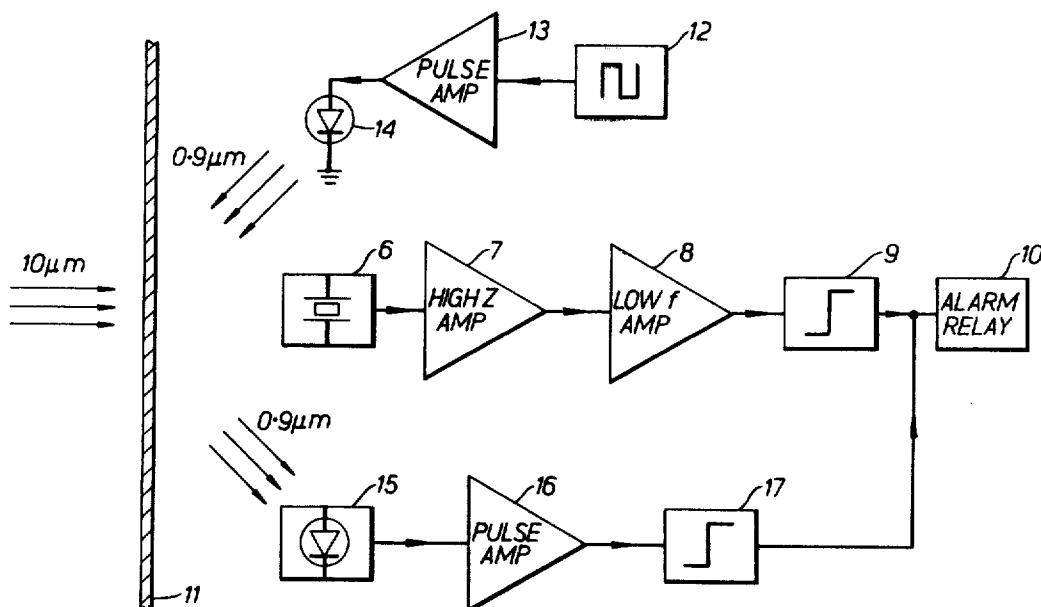 13
12
PULSE
AMP
14
0·9μm
10μm
6
7
8
9
10
HIGH Z
AMP
LOW f
AMP
ALARM
RELAY
0·9μm
15
16
17
PULSE
AMP
11